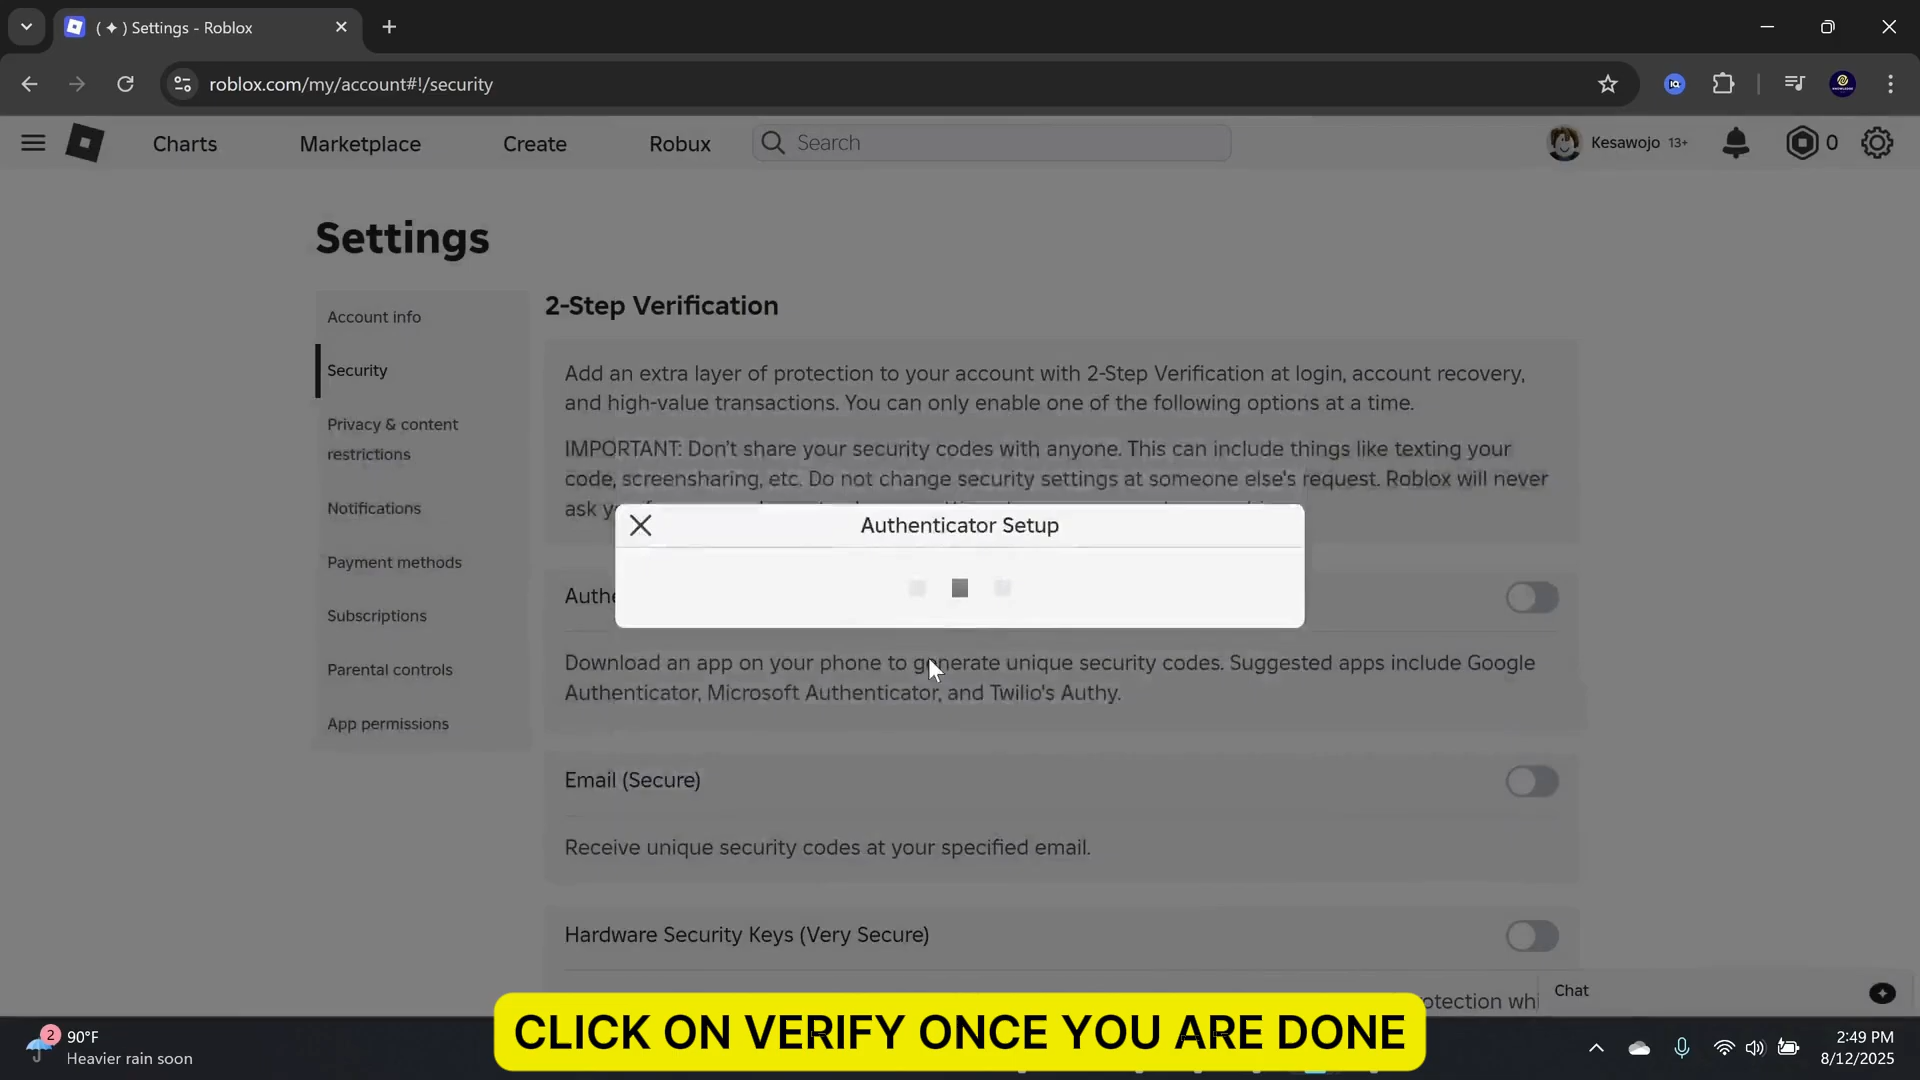 ( ✦ ) Settings - Roblox
roblox.com/my/account#!/security
Charts
Marketplace
Create
Robux
Search
Kesawojo 13+
0
Settings
Account info
Security
Privacy & content
restrictions
Notifications
Payment methods
Subscriptions
Parental controls
App permissions
2-Step Verification
Add an extra layer of protection to your account with 2-Step Verification at login, account recovery,
and high-value transactions. You can only enable one of the following options at a time.
IMPORTANT: Don't share your security codes with anyone. This can include things like texting your
code, screensharing, etc. Do not change security settings at someone else's request. Roblox will never
ask
Authenticator Setup
Download an app on your phone to generate unique security codes. Suggested apps include Google
Authenticator, Microsoft Authenticator, and Twilio's Authy.
Email (Secure)
Receive unique security codes at your specified email.
Hardware Security Keys (Very Secure)
Chat
CLICK ON VERIFY ONCE YOU ARE DONE
2
90°F
Heavier rain soon
2:49 PM
8/12/2025